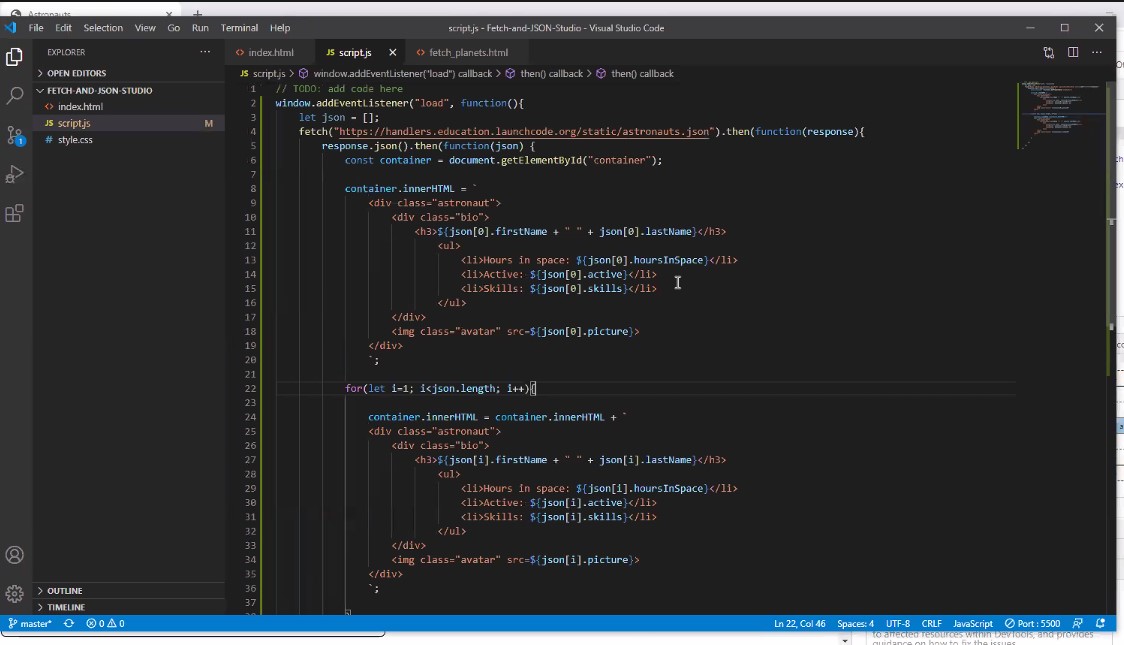 Astronauts
File Edit Selection View Go Run Terminal Help
script.js - Fetch-and-JSON-Studio - Visual Studio Code
EXPLORER
OPEN EDITORS
FETCH-AND-JSON-STUDIO
index.html
script.js M
style.css
OUTLINE
TIMELINE
index.html
script.js
fetch_planets.html
script.js > window.addEventListener("load") callback > then() callback > then() callback
1 // TODO: add code here
2 window.addEventListener("load", function(){
3 let json = [];
4 fetch("https://handlers.education.launchcode.org/static/astronauts.json").then(function(response){
5 response.json().then(function(json) {
6 const container = document.getElementById("container");
7
8 container.innerHTML = `
9 <div class="astronaut">
10 <div class="bio">
11 <h3>${json[0].firstName + " " + json[0].lastName}</h3>
12 <ul>
13 <li>Hours in space: ${json[0].hoursInSpace}</li>
14 <li>Active: ${json[0].active}</li>
15 <li>Skills: ${json[0].skills}</li>
16 </ul>
17 </div>
18 <img class="avatar" src=${json[0].picture}>
19 </div>
20 `;
21
22 for(let i=1; i<json.length; i++){
23
24 container.innerHTML = container.innerHTML + `
25 <div class="astronaut">
26 <div class="bio">
27 <h3>${json[i].firstName + " " + json[i].lastName}</h3>
28 <ul>
29 <li>Hours in space: ${json[i].hoursInSpace}</li>
30 <li>Active: ${json[i].active}</li>
31 <li>Skills: ${json[i].skills}</li>
32 </ul>
33 </div>
34 <img class="avatar" src=${json[i].picture}>
35 </div>
36 `;
37
master* 0 0 Ln 22, Col 46 Spaces: 4 UTF-8 CRLF JavaScript Port : 5500
to affected resources within DevTools, and provides
guidance on how to fix the issues